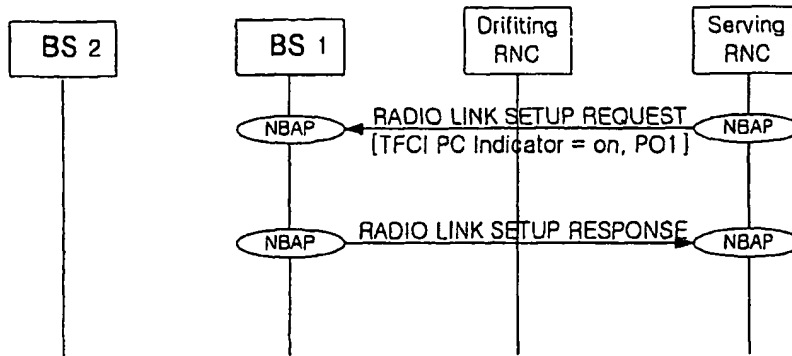 BS 2
BS 1
Drifiting
RNC
Serving
RNC
NBAP
RADIO LINK SETUP REQUEST
[TFCI PC Indicator = on, PO1]
NBAP
NBAP
RADIO LINK SETUP RESPONSE
NBAP